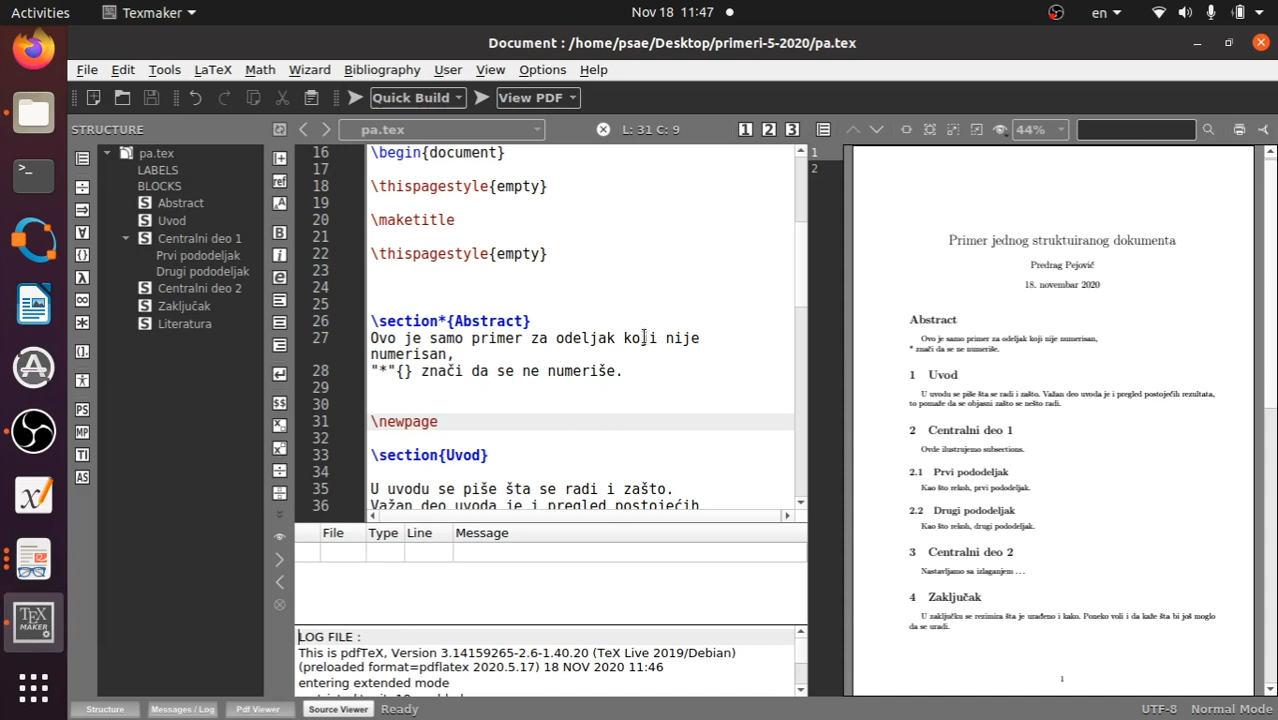 Activities Texmaker Nov 18 11:47 en
Document : /home/psae/Desktop/primeri-5-2020/pa.tex
File Edit Tools LaTeX Math Wizard Bibliography User View Options Help
Quick Build View PDF
STRUCTURE pa.tex L: 31 C: 9 1 2 3 44%
pa.tex
LABELS
BLOCKS
Abstract
Uvod
Centralni deo 1
Prvi pododeljak
Drugi pododeljak
Centralni deo 2
Zaključak
Literatura
16 \begin{document}
17
18 \thispagestyle{empty}
19
20 \maketitle
21
22 \thispagestyle{empty}
23
24
25
26 \section*{Abstract}
27 Ovo je samo primer za odeljak koji nije
numerisan,
28 "*"{} znači da se ne numeriše.
29
30
31 \newpage
32
33 \section{Uvod}
34
35 U uvodu se piše šta se radi i zašto.
36 Važan deo uvoda je i pregled postojećih
File Type Line Message
LOG FILE :
This is pdfTeX, Version 3.14159265-2.6-1.40.20 (TeX Live 2019/Debian)
(preloaded format=pdflatex 2020.5.17) 18 NOV 2020 11:46
entering extended mode
1
2
Primer jednog struktuiranog dokumenta
Predrag Pejović
18. novembar 2020
Abstract
Ovo je samo primer za odeljak koji nije numerisan,
* znači da se ne numeriše.
1 Uvod
U uvodu se piše šta se radi i zašto. Važan deo uvoda je i pregled postojećih rezultata,
to pomaže da se objasni zašto se nešto radi.
2 Centralni deo 1
Ovde ilustrujemo subsections.
2.1 Prvi pododeljak
Kao što rekoh, prvi pododeljak.
2.2 Drugi pododeljak
Kao što rekoh, drugi pododeljak.
3 Centralni deo 2
Nastavljamo sa izlaganjem ...
4 Zaključak
U zaključku se rezimira šta je urađeno i kako. Poneko voli i da kaže šta bi još moglo
da se uradi.
1
Structure Messages / Log Pdf Viewer Source Viewer Ready UTF-8 Normal Mode